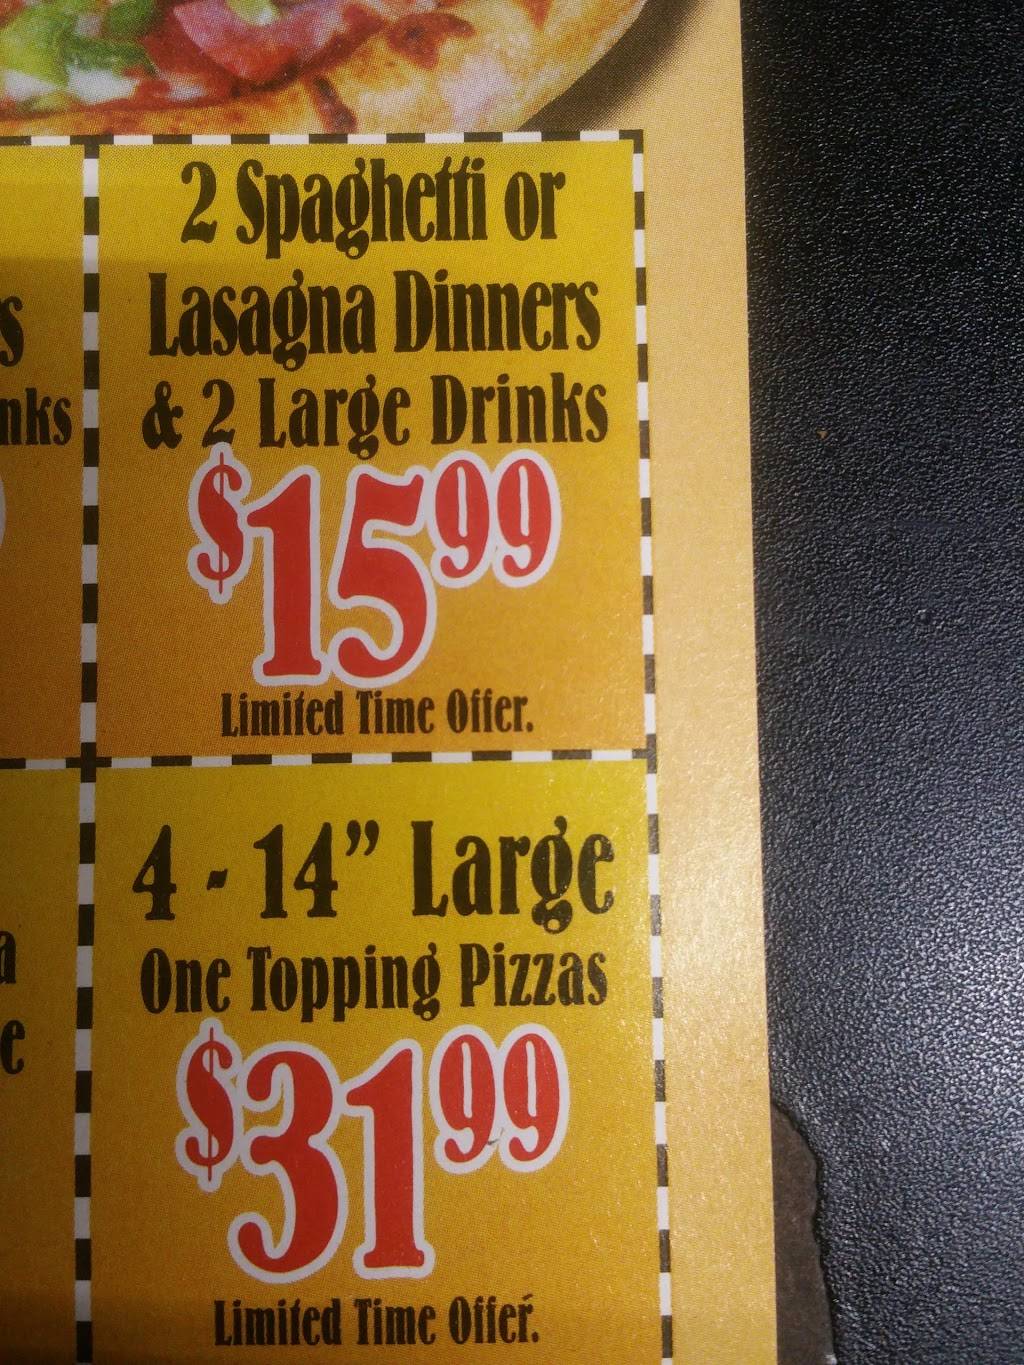 2 Spaghetti or
Lasagna Dinners
& 2 Large Drinks
$15 99
Limited Time Offer.
4 - 14” Large
One Topping Pizzas
$31 99
Limited Time Offer.